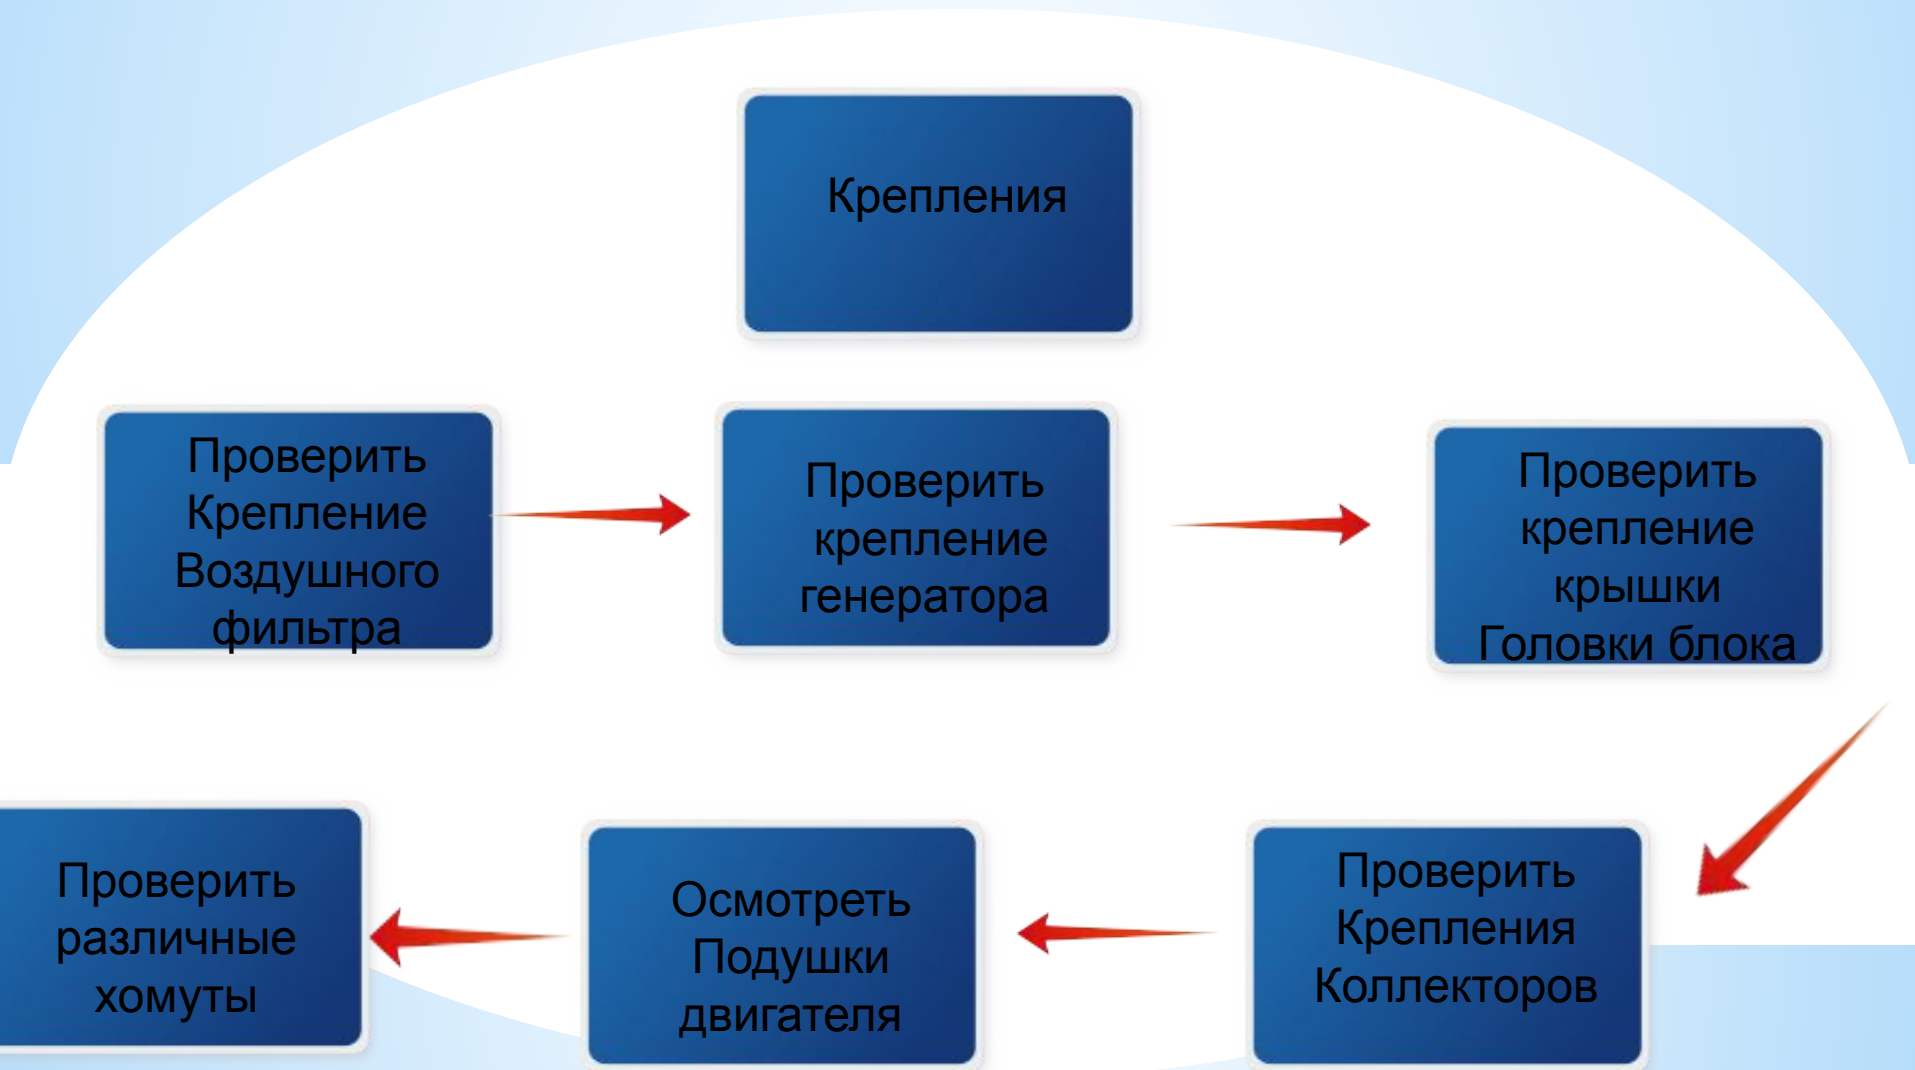 Крепления
Проверить
Крепление
Воздушного
фильтра
Проверить
крепление
генератора
Проверить
крепление
крышки
Головки блока
Проверить
Крепления
Коллекторов
Осмотреть
Подушки
двигателя
Проверить
различные
хомуты